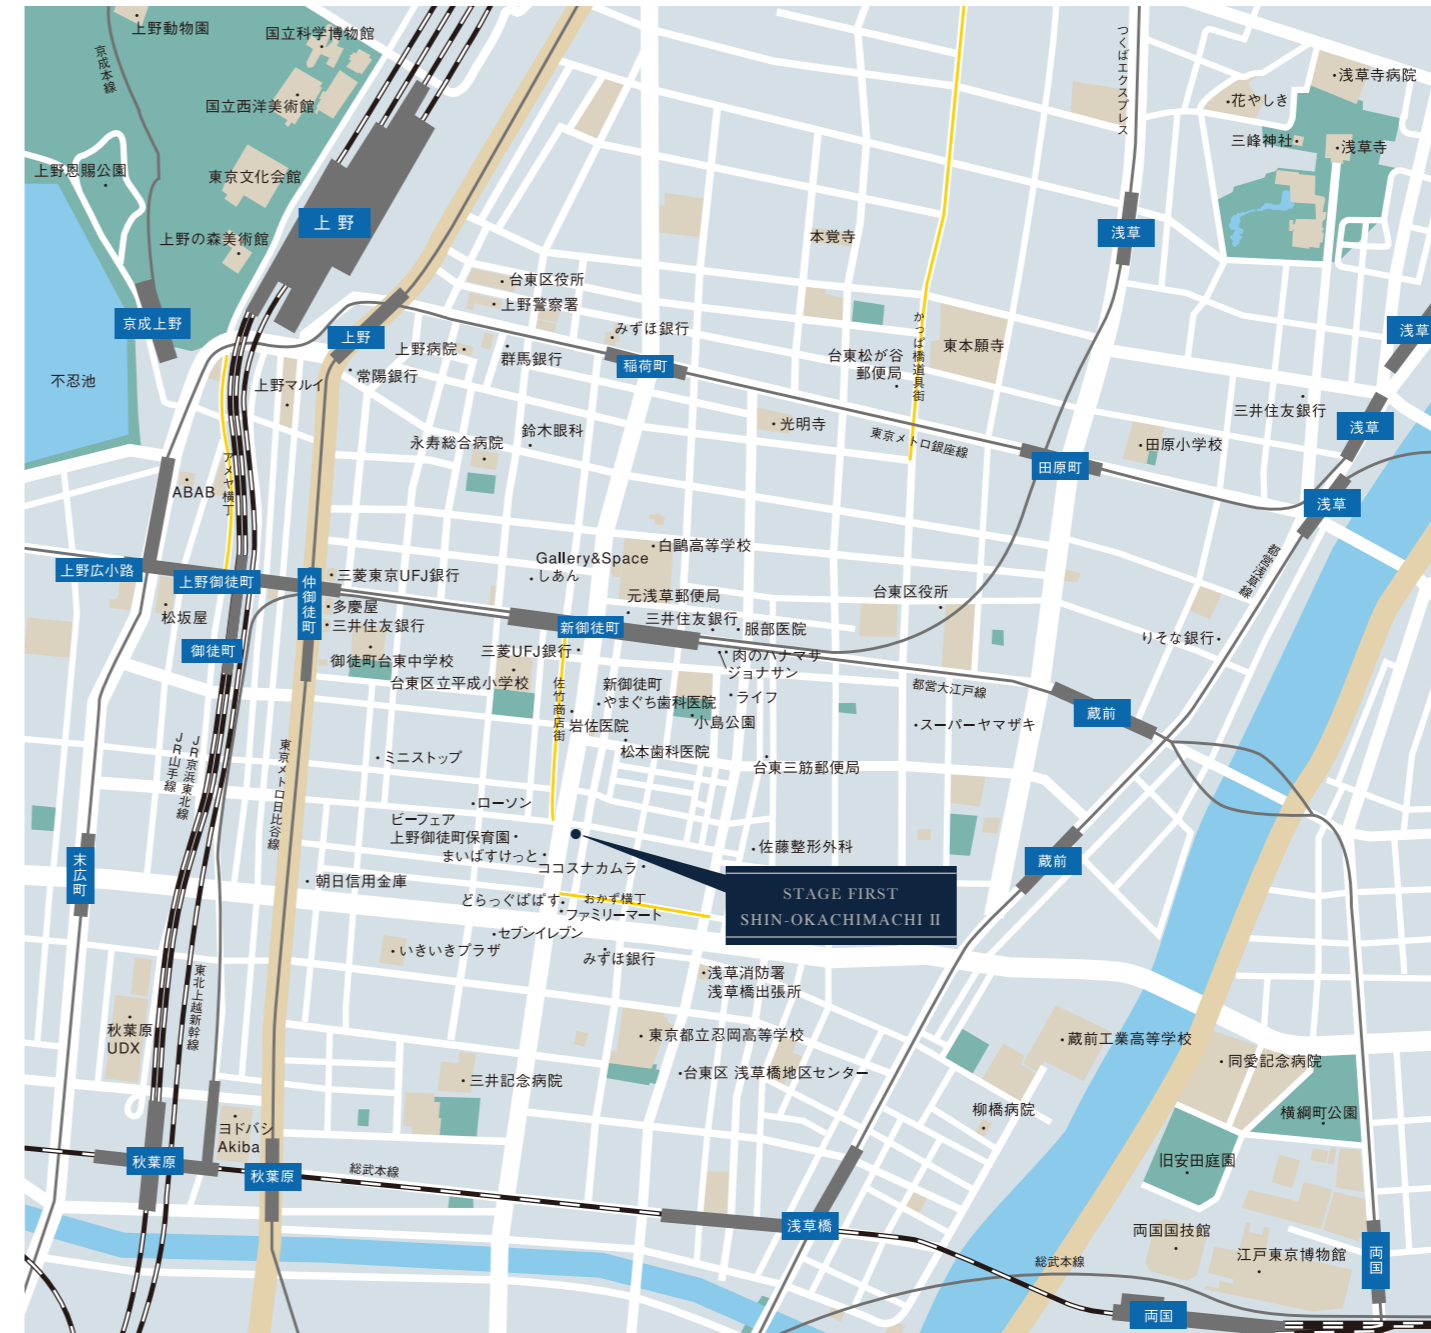 上野動物園
国立科学博物館
京成本線
国立西洋美術館
上野恩賜公園
東京文化会館
上野
上野の森美術館
京成上野
不忍池
上野
上野マルイ
常陽銀行
上野病院
群馬銀行
台東区役所
上野警察署
みずほ銀行
稲荷町
本覚寺
つくばエクスプレス
浅草
浅草寺病院
花やしき
三峰神社
浅草寺
かっぱ橋道具街
東本願寺
台東松が谷
郵便局
浅草
三井住友銀行
浅草
田原小学校
田原町
浅草
東京メトロ銀座線
光明寺
鈴木眼科
永寿総合病院
アメヤ横丁
ABAB
上野広小路
上野御徒町
仲御徒町
三菱東京UFJ銀行
多慶屋
三井住友銀行
松坂屋
御徒町
御徒町台東中学校
台東区立平成小学校
Gallery&Space
しあん
白鷗高等学校
元浅草郵便局
三井住友銀行
服部医院
新御徒町
三菱UFJ銀行
肉のハナマサ
ジョナサン
ライフ
佐竹商店街
新御徒町
やまぐち歯科医院
小島公園
岩佐医院
松本歯科医院
台東三筋郵便局
台東区役所
都営大江戸線
スーパーヤマザキ
蔵前
都営浅草線
りそな銀行
JR京浜東北線
JR山手線
東京メトロ日比谷線
ミニストップ
ローソン
ビーフェア
上野御徒町保育園
まいばすけっと
ココスナカムラ
佐藤整形外科
蔵前
末広町
朝日信用金庫
どらっぐぱぱす
おかず横丁
ファミリーマート
セブンイレブン
STAGE FIRST
SHIN-OKACHIMACHI II
いきいきプラザ
みずほ銀行
浅草消防署
浅草橋出張所
東北上越新幹線
秋葉原
UDX
東京都立忍岡高等学校
台東区 浅草橋地区センター
三井記念病院
蔵前工業高等学校
同愛記念病院
柳橋病院
横綱町公園
旧安田庭園
ヨドバシ
Akiba
秋葉原
秋葉原
総武本線
浅草橋
両国国技館
江戸東京博物館
両国
総武本線
両国